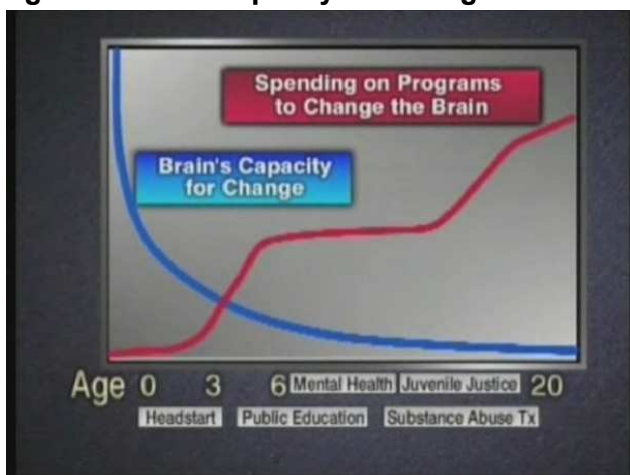 Spending on Programs
to Change the Brain
Brain's Capacity
for Change
Age 0 3 6 Mental Health Juvenile Justice 20
Headstart Public Education Substance Abuse Tx